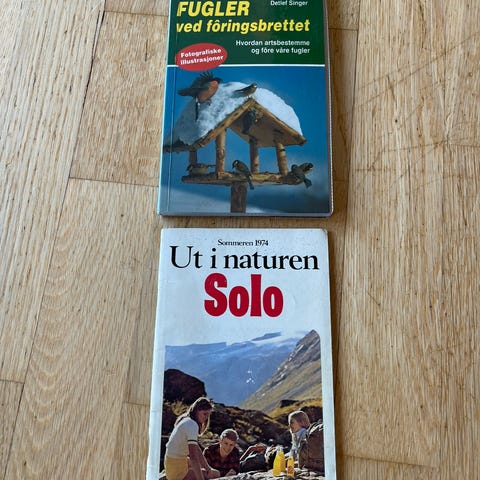 Detlef Singer
FUGLER
ved fôringsbrettet
Hvordan artsbestemme
og fôre våre fugler
Fotografiske
illustrasjoner
Sommeren 1974
Ut i naturen
Solo